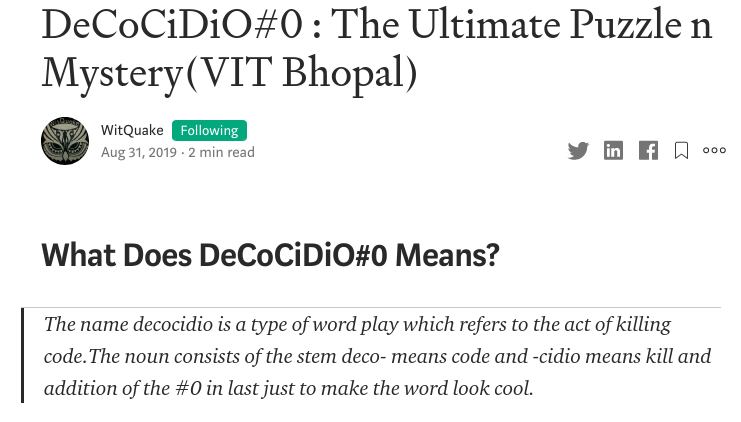 DeCoCiDiO#0 : The Ultimate Puzzle n
Mystery(VIT Bhopal)
WitQuake Following
Aug 31, 2019 · 2 min read
What Does DeCoCiDiO#0 Means?
The name decocidio is a type of word play which refers to the act of killing
code.The noun consists of the stem deco- means code and -cidio means kill and
addition of the #0 in last just to make the word look cool.